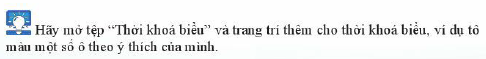 Hãy mở tệp “Thời khoá biểu” và trang trí thêm cho thời khoá biểu, ví dụ tô
màu một số ô theo ý thích của mình.